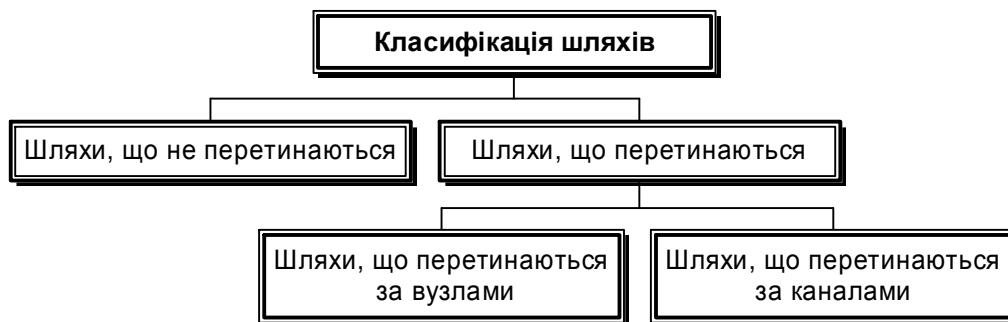 Класифікація шляхів
Шляхи, що не перетинаються
Шляхи, що перетинаються
Шляхи, що перетинаються
за вузлами
Шляхи, що перетинаються
за каналами